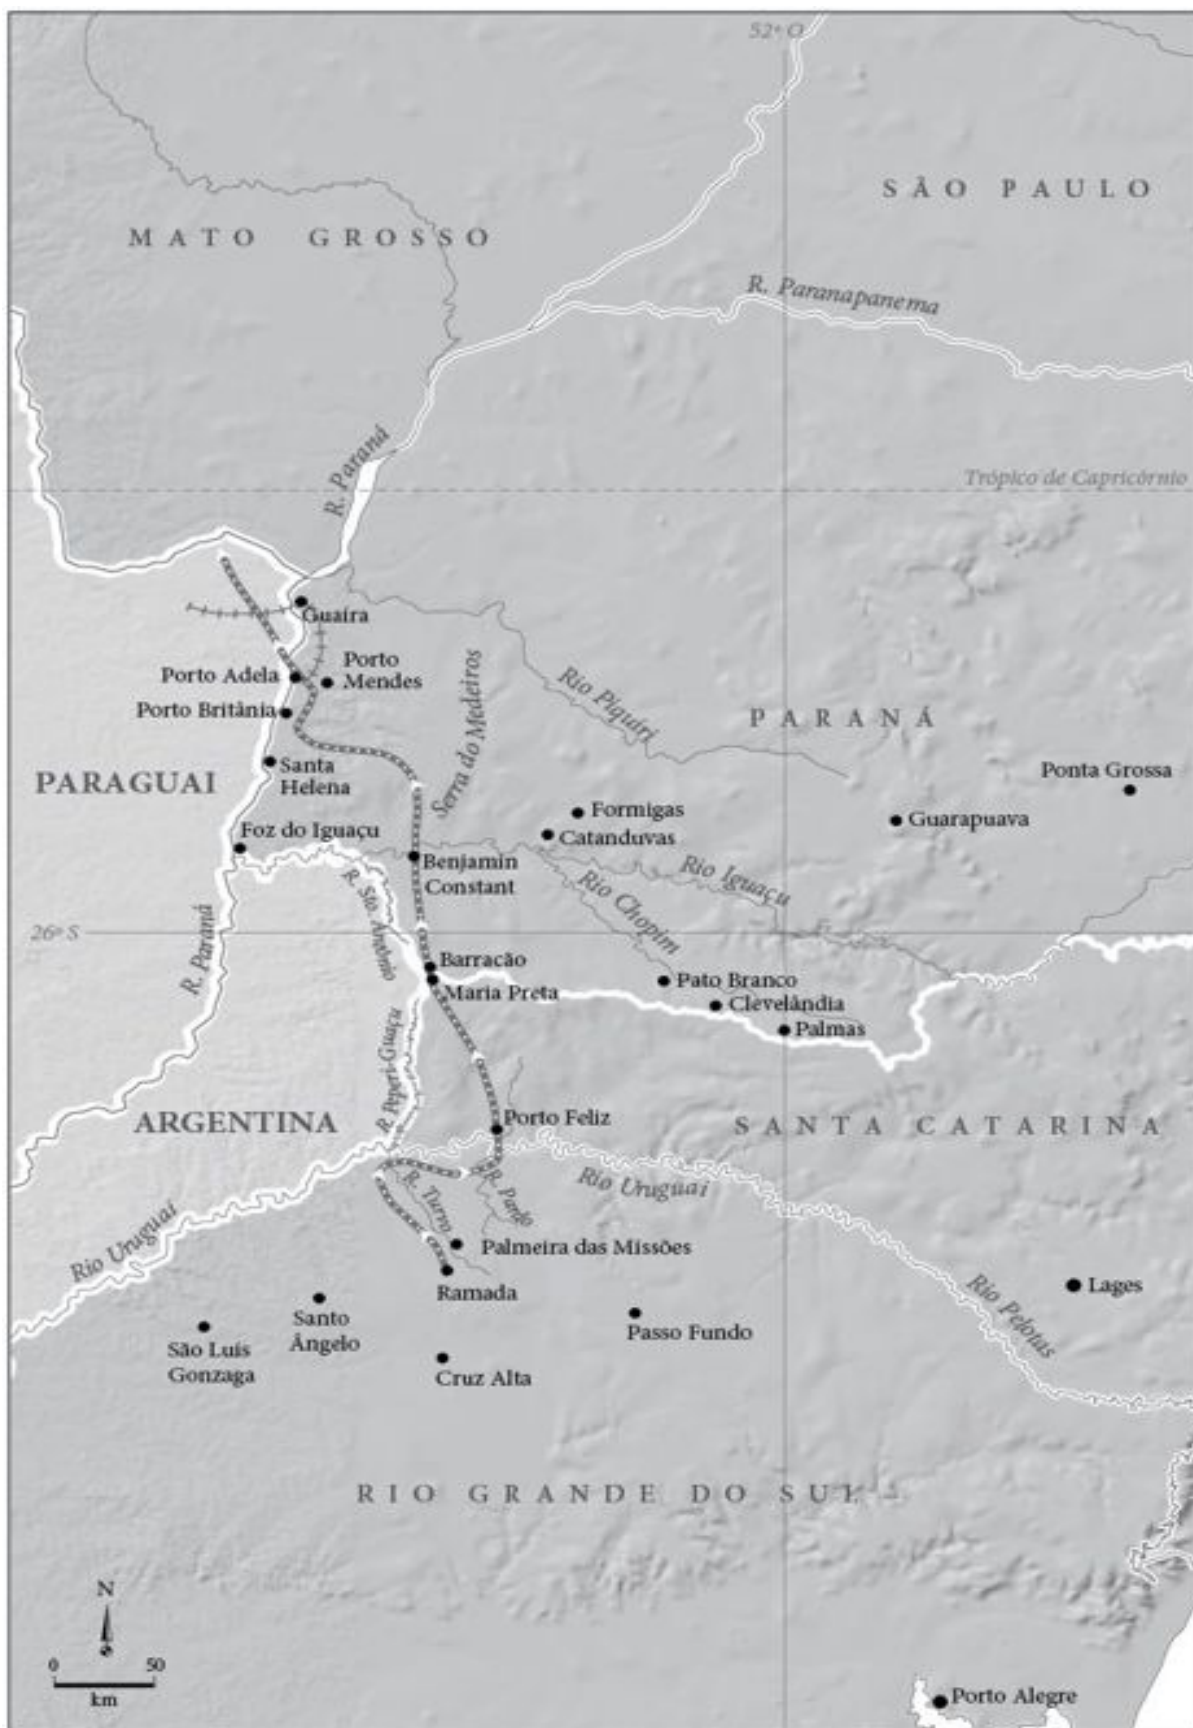 52º O
SÃO PAULO
MATO GROSSO
R. Paranapanema
R. Paraná
Trópico de Capricórnio
Guaíra
Porto Adela
Porto
Mendes
Porto Britânia
Serra do Medeiros
Rio Piquiri
PARANÁ
PARAGUAI
Santa
Helena
Ponta Grossa
Formigas
Guarapuava
Foz do Iguaçu
Catanduvas
Benjamin
Constant
Rio Iguaçu
R. Sto. Antônio
Rio Chopim
26º S
R. Paraná
Barracão
Maria Preta
Pato Branco
Clevelândia
Palmas
R. Peperi-Guaçu
ARGENTINA
Porto Feliz
SANTA CATARINA
R. Turvo
R. Pardo
Rio Uruguai
Rio Uruguai
Palmeira das Missões
Ramada
Lages
Rio Pelotas
Santo
Ângelo
Passo Fundo
São Luís
Gonzaga
Cruz Alta
RIO GRANDE DO SUL
N
0 50
km
Porto Alegre